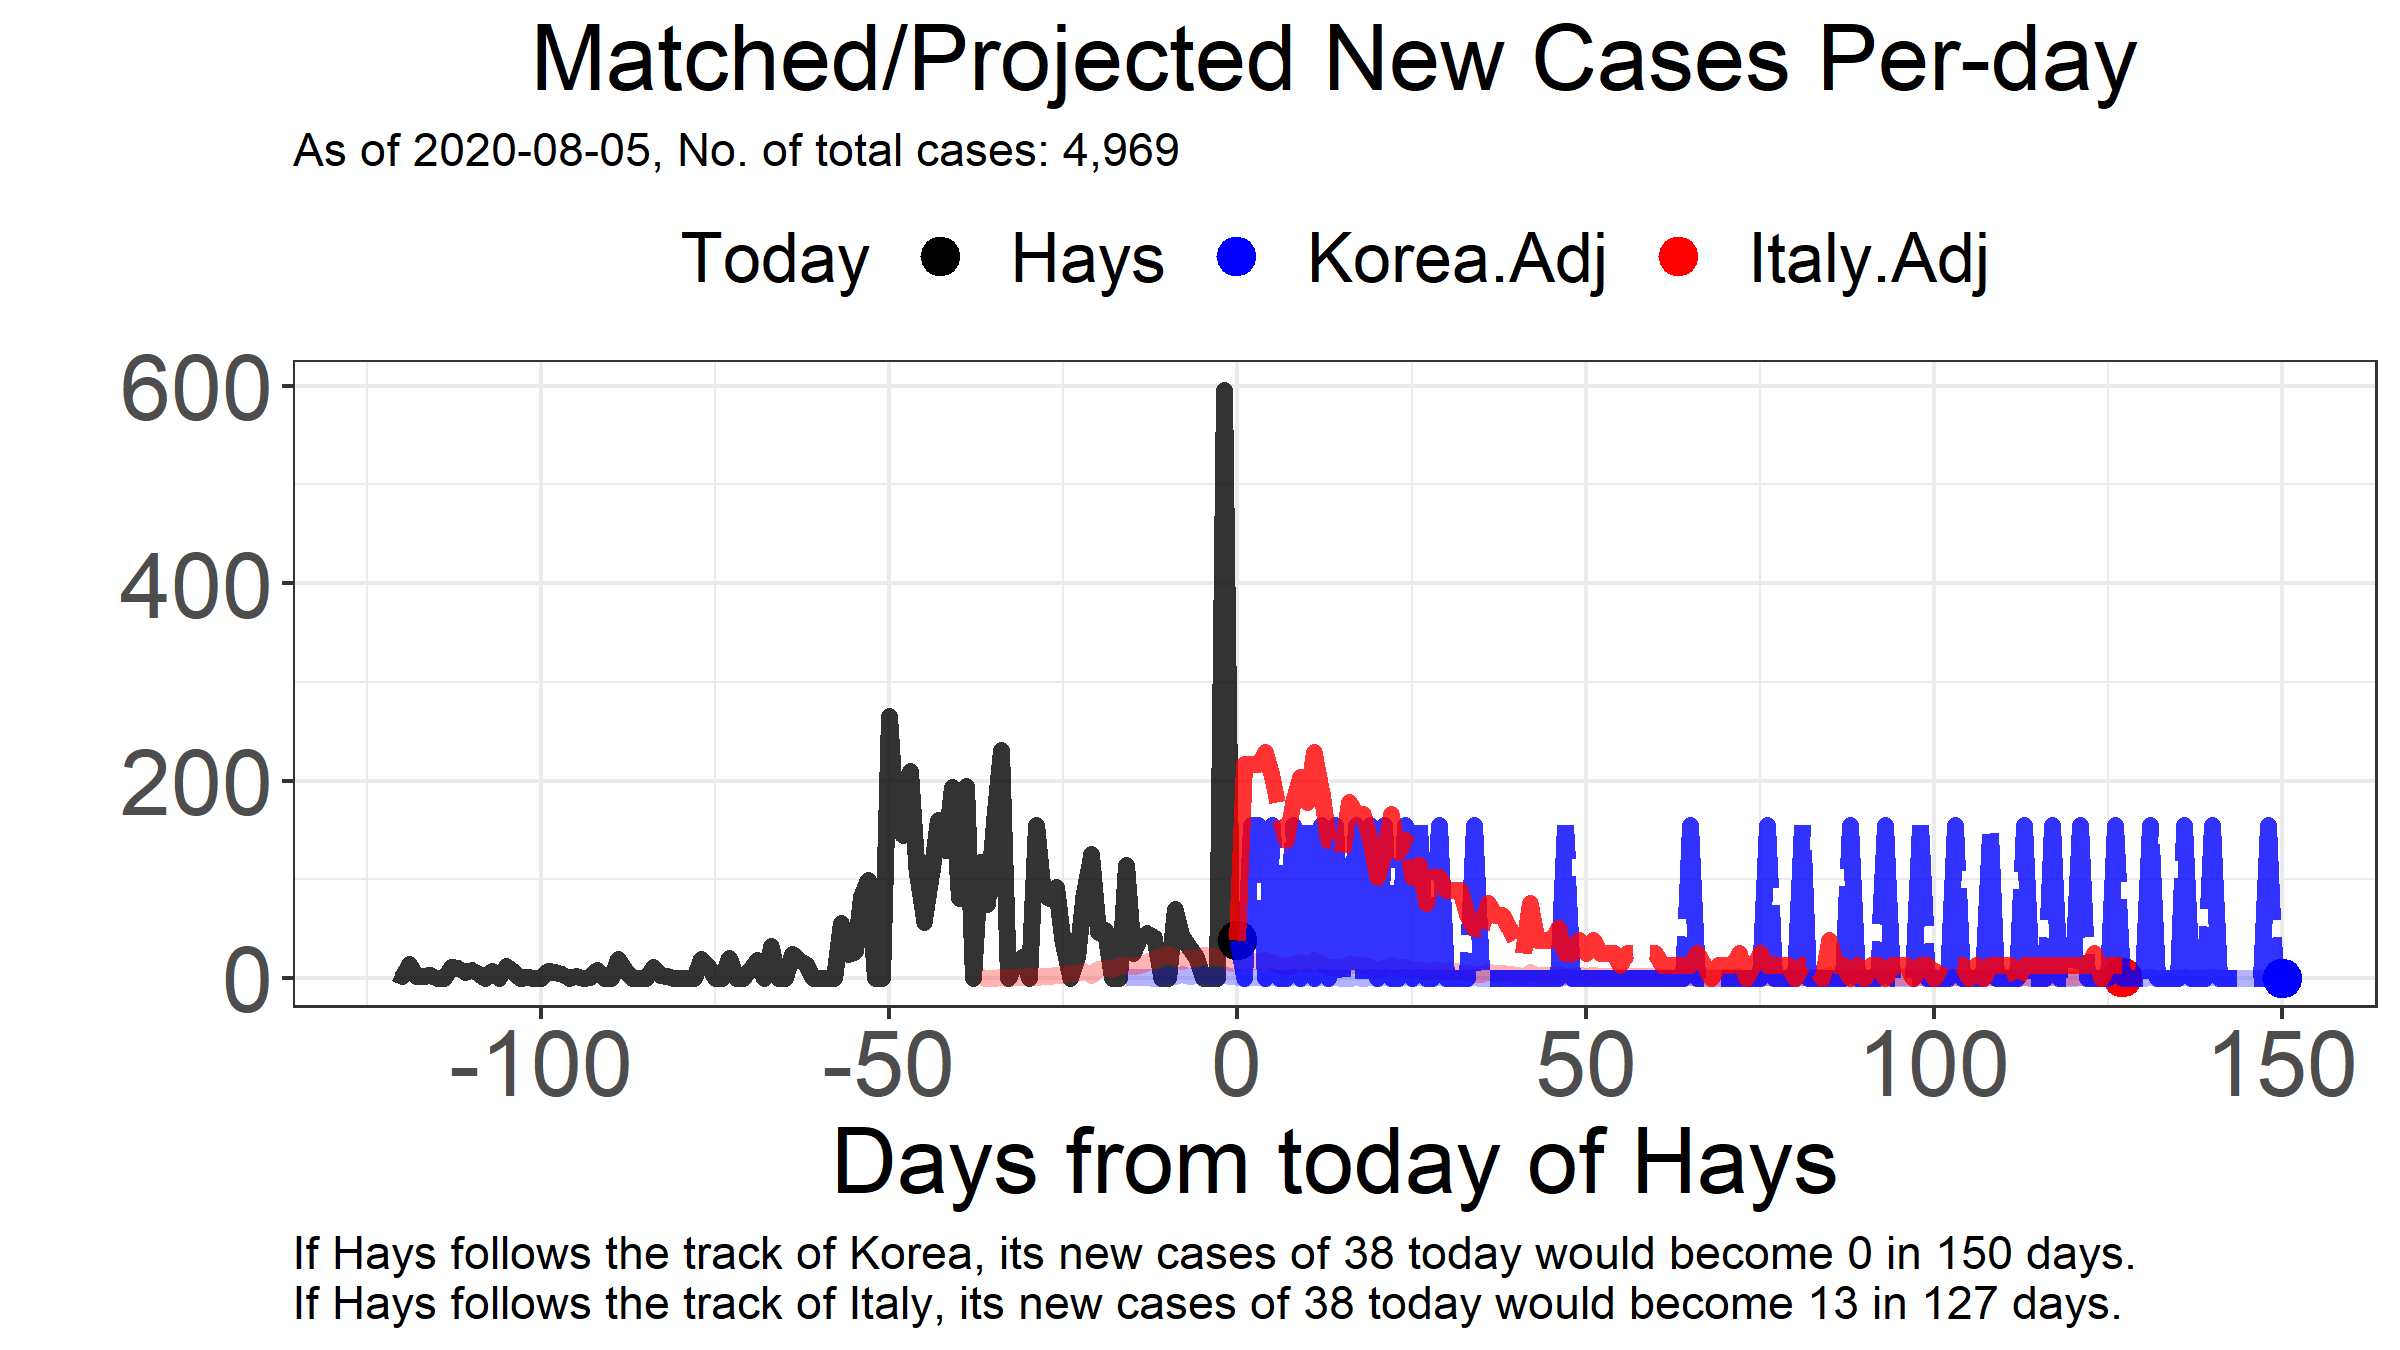 Matched/Projected New Cases Per-day
As of 2020-08-05, No. of total cases: 4,969
Today Hays Korea.Adj Italy.Adj
600
400
200
0
-100 -50 0 50 100 150
Days from today of Hays
If Hays follows the track of Korea, its new cases of 38 today would become 0 in 150 days.
If Hays follows the track of Italy, its new cases of 38 today would become 13 in 127 days.